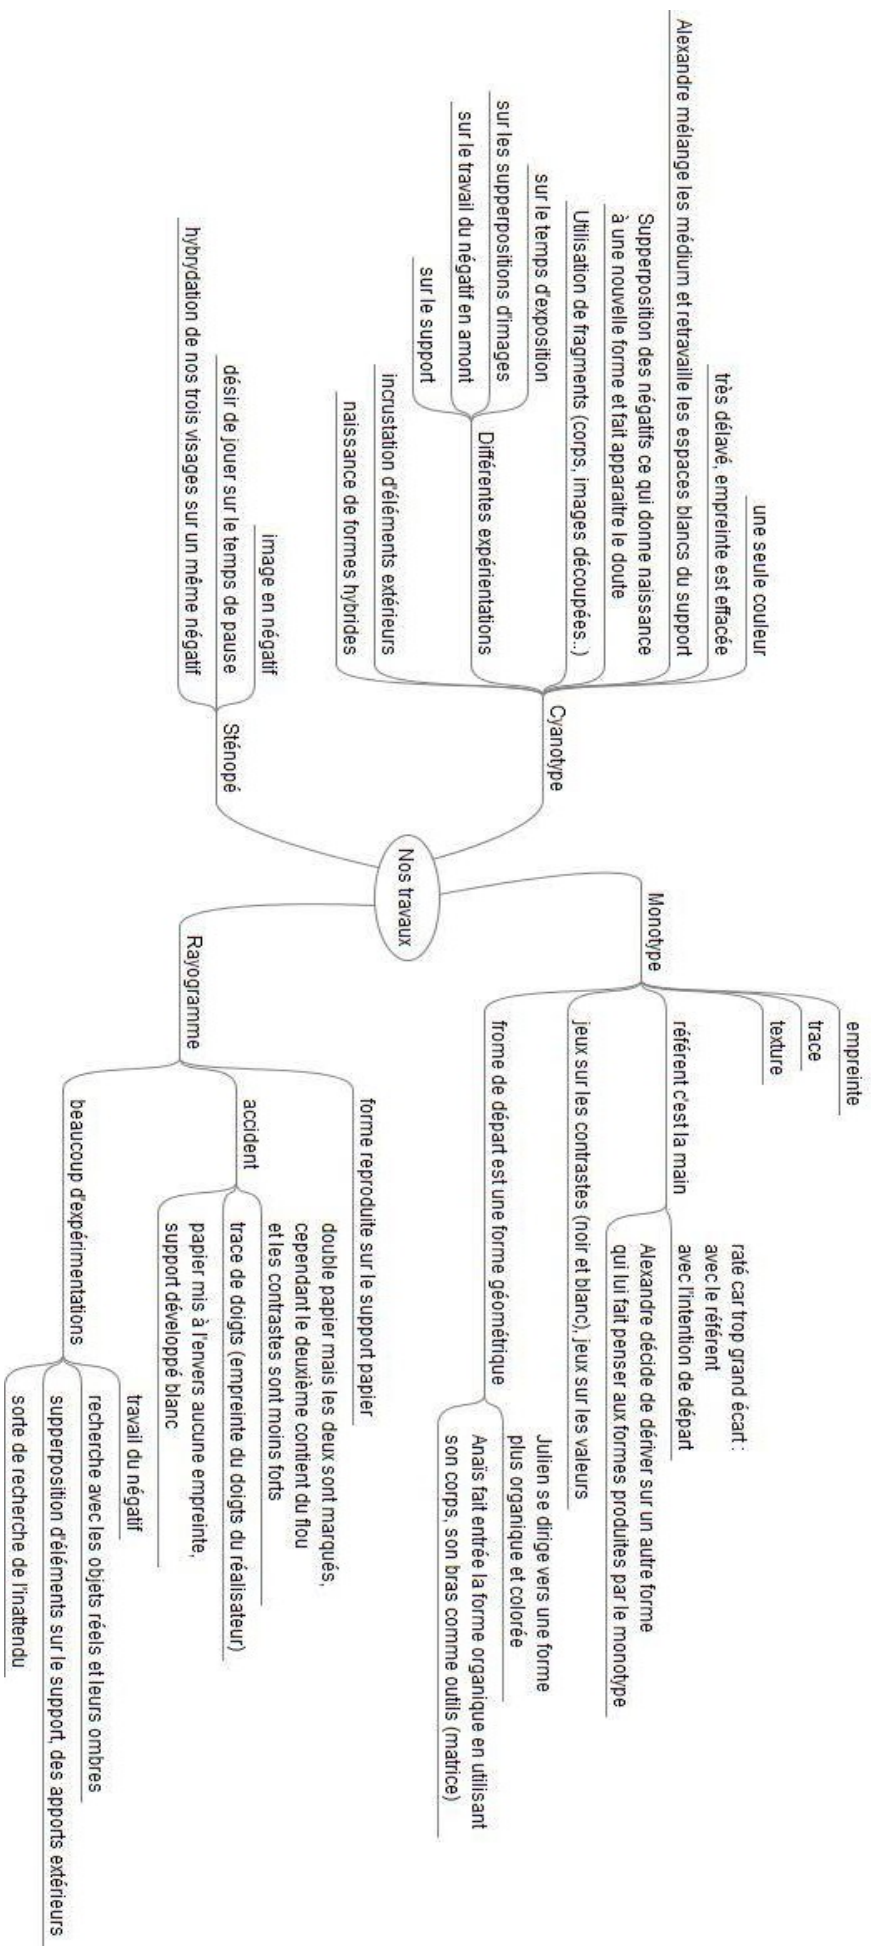 Nos travaux
Monotype
empreinte
trace
texture
référent c'est la main
raté car trop grand écart :
avec le référent
avec l'intention de départ
Alexandre décide de dériver sur un autre forme
qui lui fait penser aux formes produites par le monotype
jeux sur les contrastes (noir et blanc), jeux sur les valeurs
frome de départ est une forme géométrique
Julien se dirige vers une forme
plus organique et colorée
Anaïs fait entrée la forme organique en utilisant
son corps, son bras comme outils (matrice)
Rayogramme
forme reproduite sur le support papier
accident
double papier mais les deux sont marqués,
cependant le deuxième contient du flou
et les contrastes sont moins forts
trace de doigts (empreinte du doigts du réalisateur)
papier mis à l'envers aucune empreinte,
support développé blanc
beaucoup d'expérimentations
travail du négatif
recherche avec les objets réels et leurs ombres
supperposition d'éléments sur le support, des apports extérieurs
sorte de recherche de l'inattendu
Cyanotype
une seule couleur
très délavé, empreinte est effacée
Alexandre mélange les médium et retravaille les espaces blancs du support
Supperposition des négatifs ce qui donne naissance
à une nouvelle forme et fait apparaitre le doute
Utilisation de fragments (corps, images découpées..)
Différentes expérientations
sur le temps d'exposition
sur les supperpositions d'images
sur le travail du négatif en amont
sur le support
incrustation d'éléments extérieurs
naissance de formes hybrides
Sténopé
image en négatif
désir de jouer sur le temps de pause
hybrydation de nos trois visages sur un même négatif